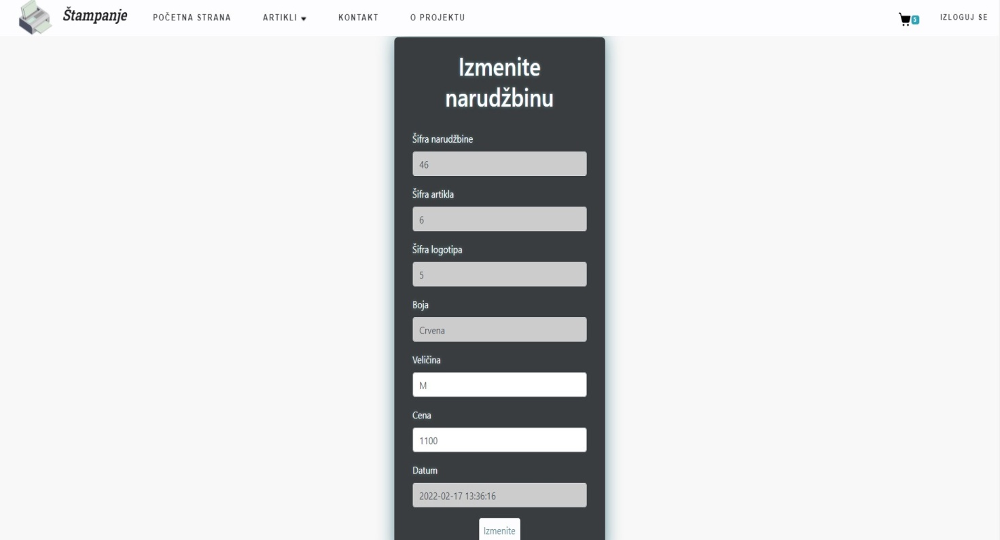 Štampanje
POČETNA STRANA
ARTIKLI
KONTAKT
O PROJEKTU
5
IZLOGUJ SE
Izmenite
narudžbinu
Šifra narudžbine
46
Šifra artikla
6
Šifra logotipa
5
Boja
Crvena
Veličina
M
Cena
1100
Datum
2022-02-17 13:36:16
Izmenite